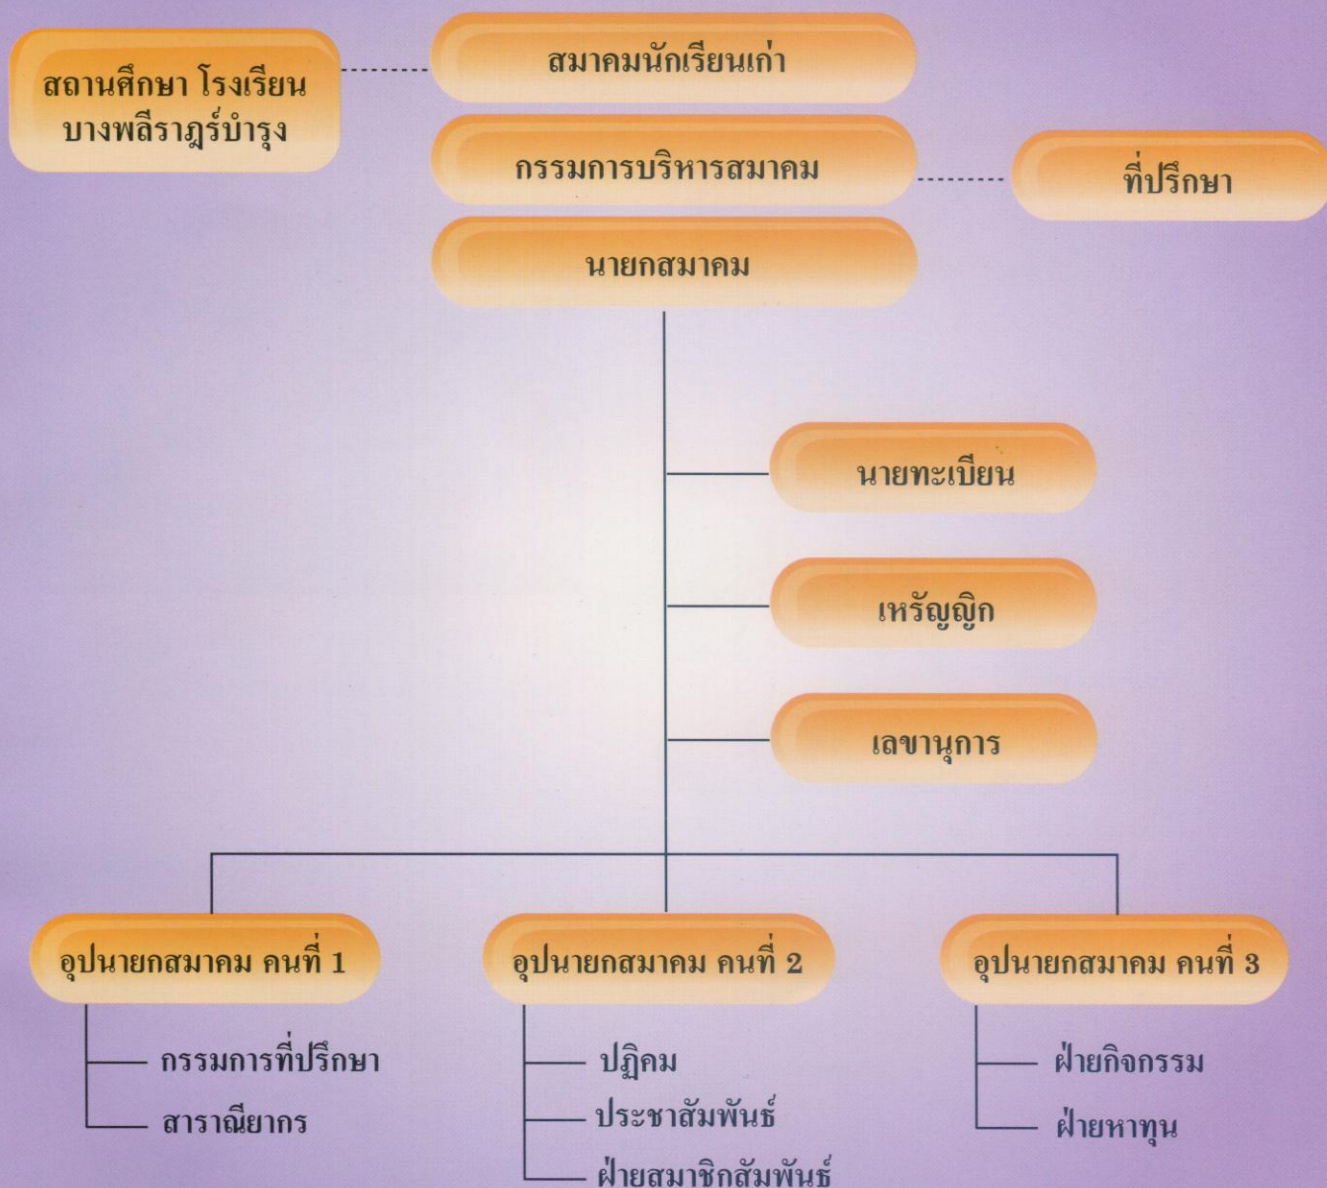 สถานศึกษา โรงเรียน
บางพลีราฎร์บำรุง
สมาคมนักเรียนเก่า
กรรมการบริหารสมาคม
ที่ปรึกษา
นายกสมาคม
นายทะเบียน
เหรัญญิก
เลขานุการ
อุปนายกสมาคม คนที่ 1
กรรมการที่ปรึกษา
สาราณียากร
อุปนายกสมาคม คนที่ 2
ปฏิคม
ประชาสัมพันธ์
ฝ่ายสมาชิกสัมพันธ์
อุปนายกสมาคม คนที่ 3
ฝ่ายกิจกรรม
ฝ่ายหาทุน